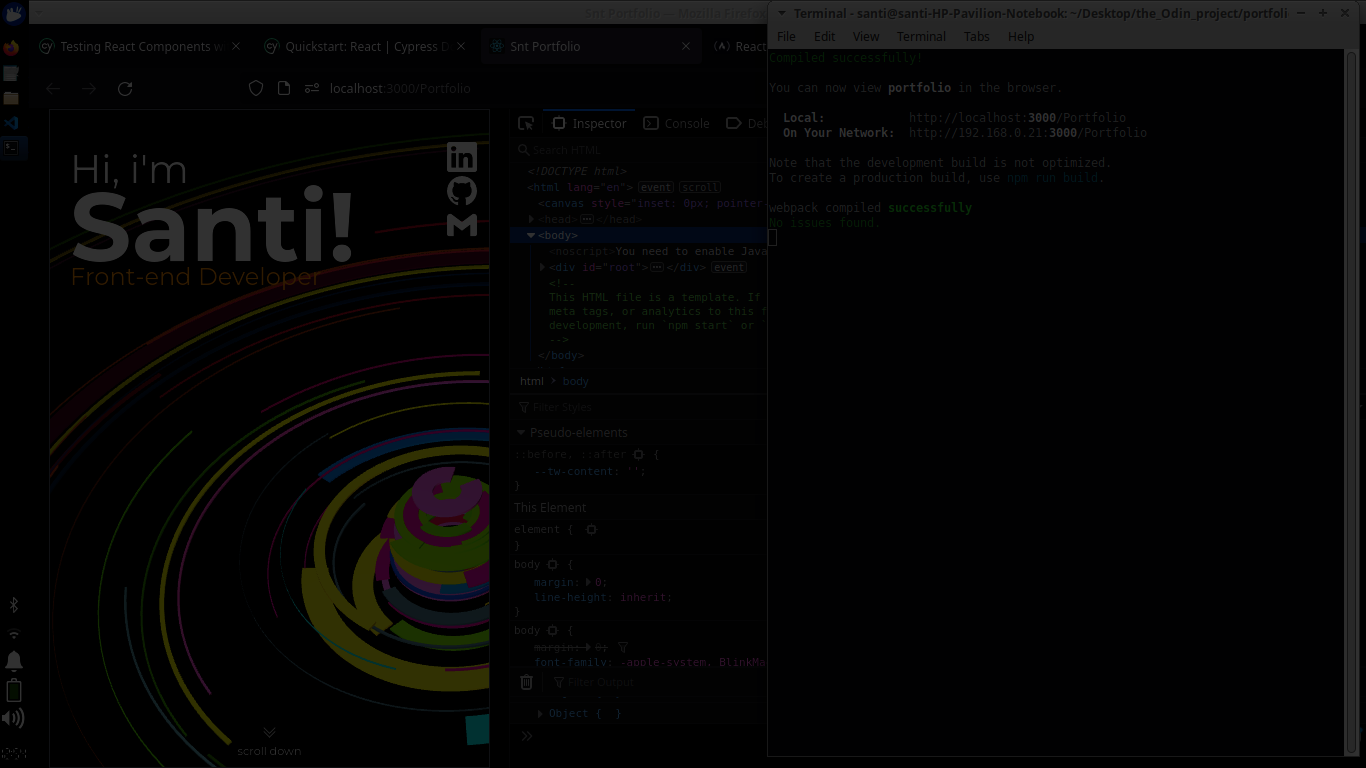 Snt Portfolio — Mozilla Firefox
Testing React Components w
Quickstart: React | Cypress D
Snt Portfolio
React
localhost:3000/Portfolio
Hi, i'm
Santi!
Front-end Developer
scroll down
12:54
Inspector
Console
Deb
Search HTML
<!DOCTYPE html>
<html lang="en"> event scroll
<canvas style="inset: 0px; pointer
<head> ⋯ </head>
<body>
<noscript>You need to enable Java
<div id="root"> ⋯ </div> event
<!--
This HTML file is a template. If
meta tags, or analytics to this f
development, run `npm start` or `
-->
</body>
html > body
Filter Styles
Pseudo-elements
::before, ::after {
--tw-content: '';
}
This Element
element {
}
body {
margin: 0;
line-height: inherit;
}
body {
margin: 0;
font-family: -apple-system, BlinkMa
Filter Output
Object { }
Terminal - santi@santi-HP-Pavilion-Notebook: ~/Desktop/the_Odin_project/portfoli
File Edit View Terminal Tabs Help
Compiled successfully!
You can now view portfolio in the browser.
Local: http://localhost:3000/Portfolio
On Your Network: http://192.168.0.21:3000/Portfolio
Note that the development build is not optimized.
To create a production build, use npm run build.
webpack compiled successfully
No issues found.